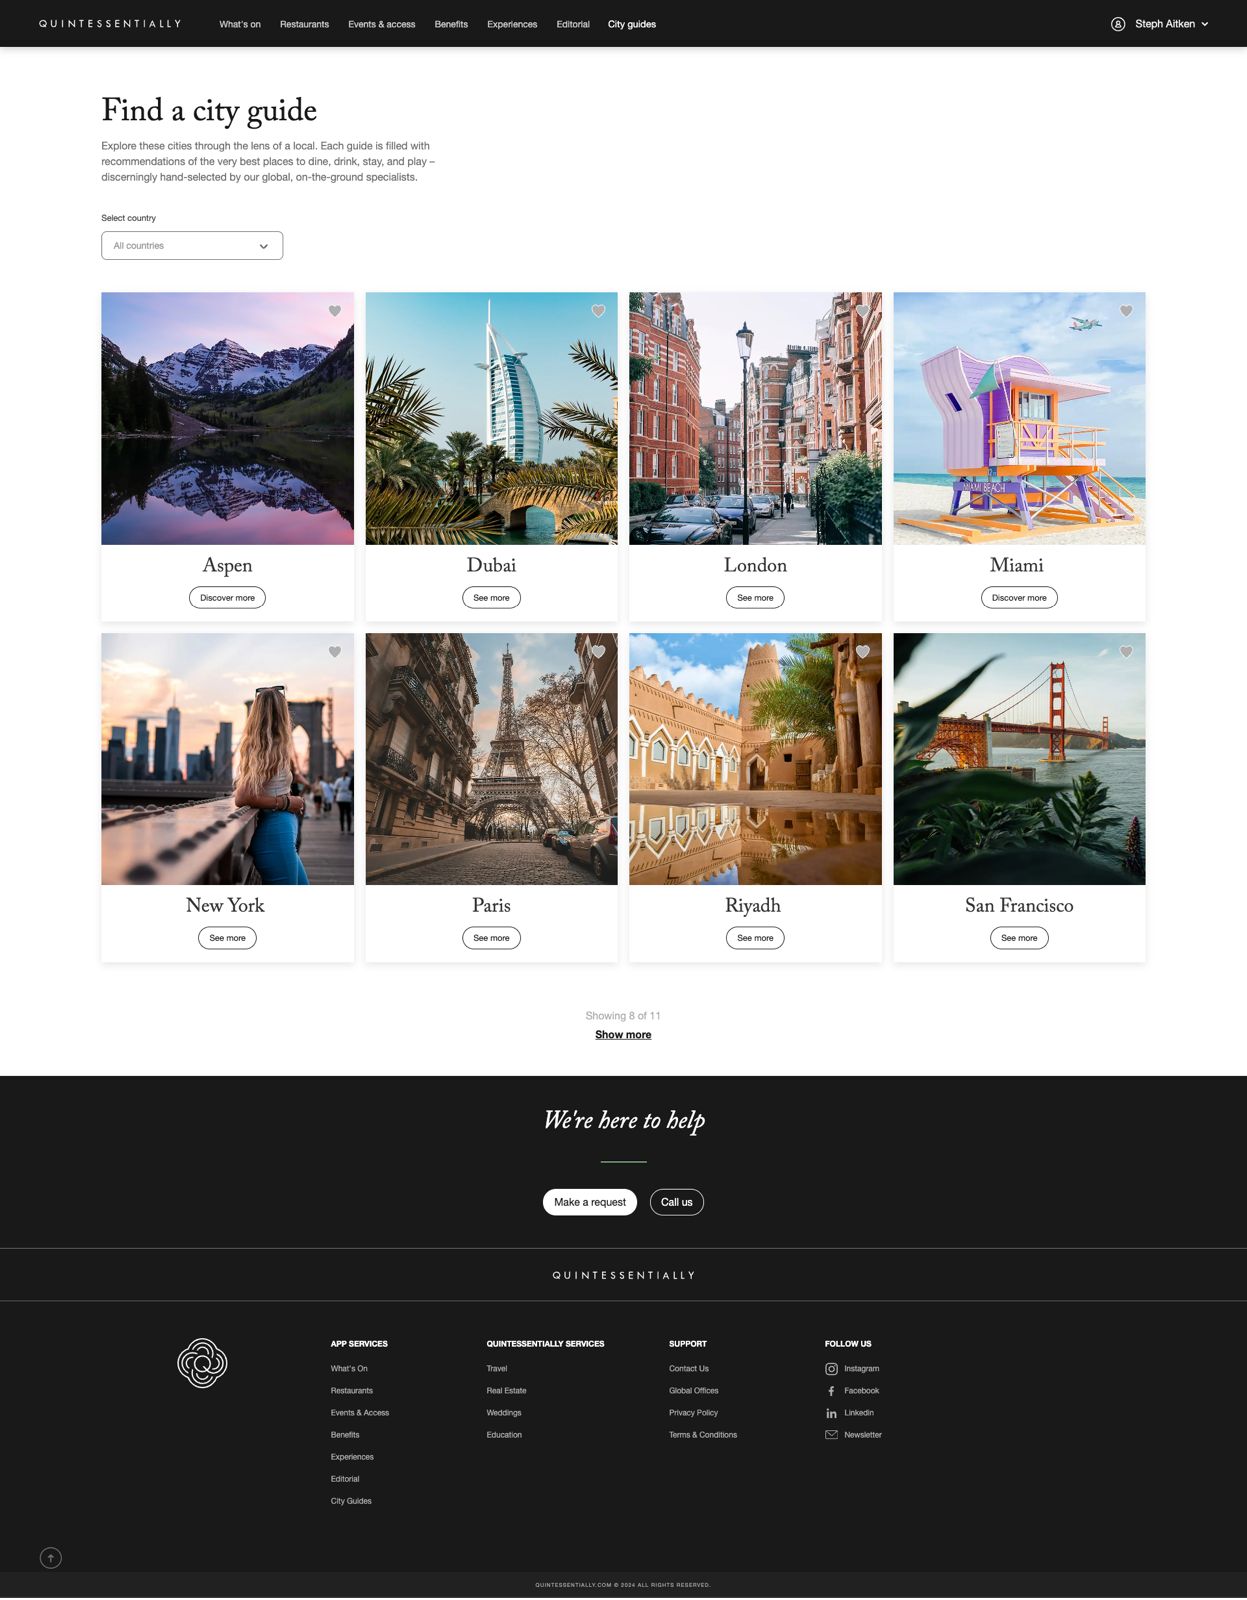 QUINTESSENTIALLY
What's on
Restaurants
Events & access
Benefits
Experiences
Editorial
City guides
Steph Aitken
Find a city guide
Explore these cities through the lens of a local. Each guide is filled with
recommendations of the very best places to dine, drink, stay, and play –
discerningly hand-selected by our global, on-the-ground specialists.
Select country
All countries
MIAMI BEACH
Aspen
Discover more
Dubai
See more
London
See more
Miami
Discover more
New York
See more
Paris
See more
Riyadh
See more
San Francisco
See more
Showing 8 of 11
Show more
We're here to help
Make a request
Call us
QUINTESSENTIALLY
APP SERVICES
What's On
Restaurants
Events & Access
Benefits
Experiences
Editorial
City Guides
QUINTESSENTIALLY SERVICES
Travel
Real Estate
Weddings
Education
SUPPORT
Contact Us
Global Offices
Privacy Policy
Terms & Conditions
FOLLOW US
Instagram
Facebook
Linkedin
Newsletter
QUINTESSENTIALLY.COM © 2024 ALL RIGHTS RESERVED.